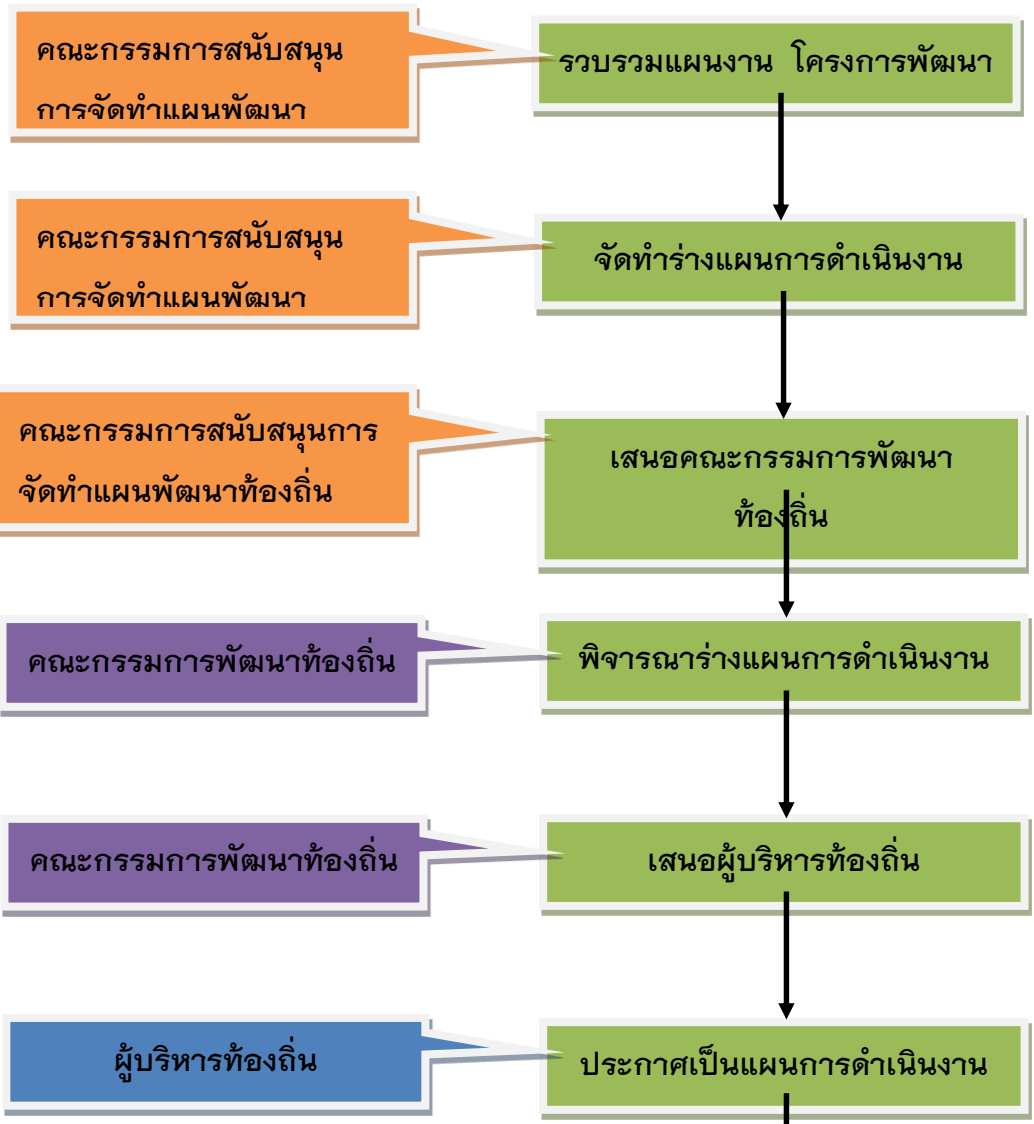 คณะกรรมการสนับสนุน
การจัดทำแผนพัฒนา
รวบรวมแผนงาน โครงการพัฒนา
คณะกรรมการสนับสนุน
การจัดทำแผนพัฒนา
จัดทำร่างแผนการดำเนินงาน
คณะกรรมการสนับสนุนการ
จัดทำแผนพัฒนาท้องถิ่น
เสนอคณะกรรมการพัฒนา
ท้องถิ่น
คณะกรรมการพัฒนาท้องถิ่น
พิจารณาร่างแผนการดำเนินงาน
คณะกรรมการพัฒนาท้องถิ่น
เสนอผู้บริหารท้องถิ่น
ผู้บริหารท้องถิ่น
ประกาศเป็นแผนการดำเนินงาน